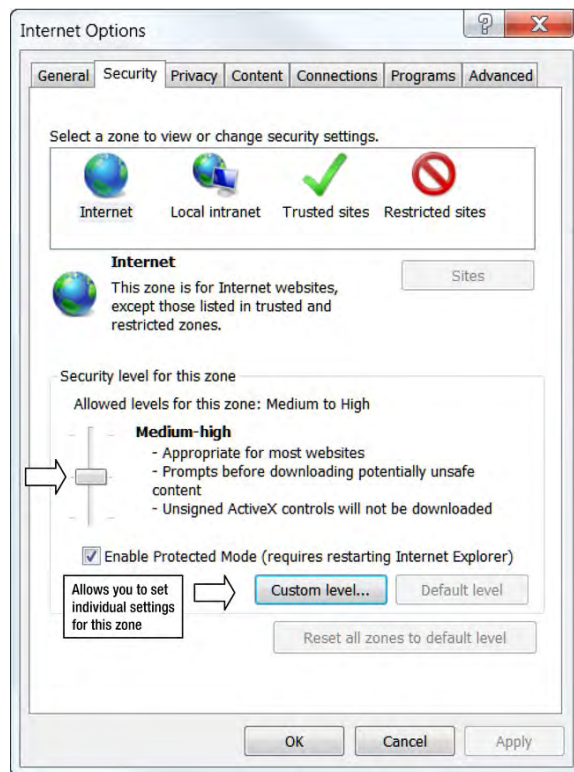 Internet Options
General Security Privacy Content Connections Programs Advanced
Select a zone to view or change security settings.
Internet Local intranet Trusted sites Restricted sites
Internet
Sites
This zone is for Internet websites,
except those listed in trusted and
restricted zones.
Security level for this zone
Allowed levels for this zone: Medium to High
Medium-high
- Appropriate for most websites
- Prompts before downloading potentially unsafe
content
- Unsigned ActiveX controls will not be downloaded
Enable Protected Mode (requires restarting Internet Explorer)
Allows you to set
individual settings
for this zone
Custom level... Default level
Reset all zones to default level
OK Cancel Apply